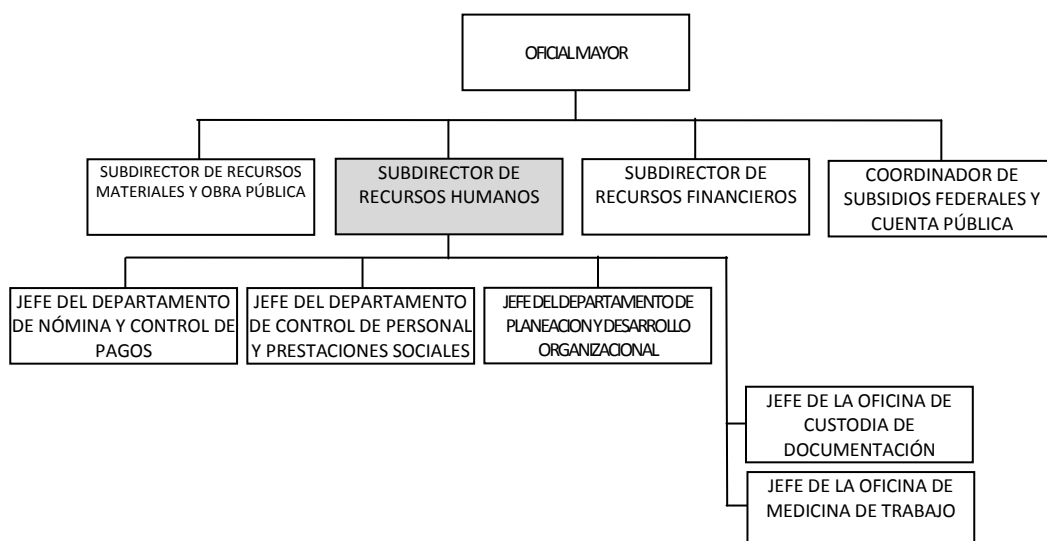 OFICIAL MAYOR
SUBDIRECTOR DE RECURSOS
MATERIALES Y OBRA PÚBLICA
SUBDIRECTOR DE
RECURSOS HUMANOS
SUBDIRECTOR DE
RECURSOS FINANCIEROS
COORDINADOR DE
SUBSIDIOS FEDERALES Y
CUENTA PÚBLICA
JEFE DEL DEPARTAMENTO
DE NÓMINA Y CONTROL DE
PAGOS
JEFE DEL DEPARTAMENTO
DE CONTROL DE PERSONAL
Y PRESTACIONES SOCIALES
JEFE DEL DEPARTAMENTO DE
PLANEACION Y DESARROLLO
ORGANIZACIONAL
JEFE DE LA OFICINA DE
CUSTODIA DE
DOCUMENTACIÓN
JEFE DE LA OFICINA DE
MEDICINA DE TRABAJO